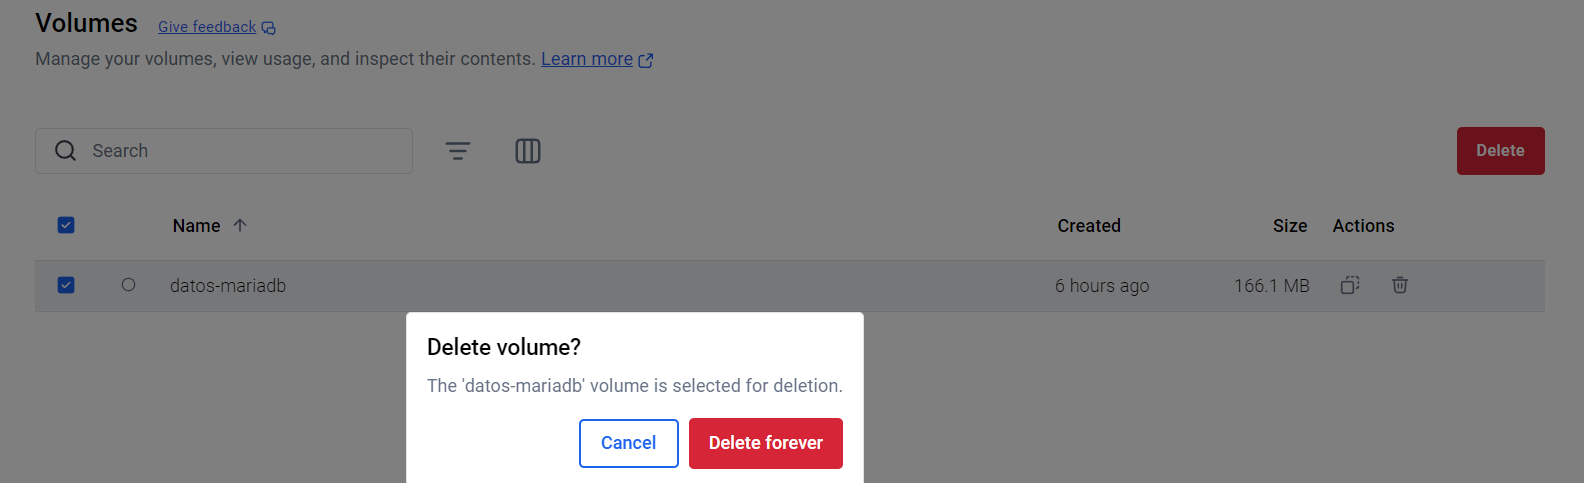 Volumes Give feedback
Manage your volumes, view usage, and inspect their contents. Learn more
Search
Delete
Name Created Size Actions
datos-mariadb 6 hours ago 166.1 MB
Delete volume?
The 'datos-mariadb' volume is selected for deletion.
Cancel Delete forever